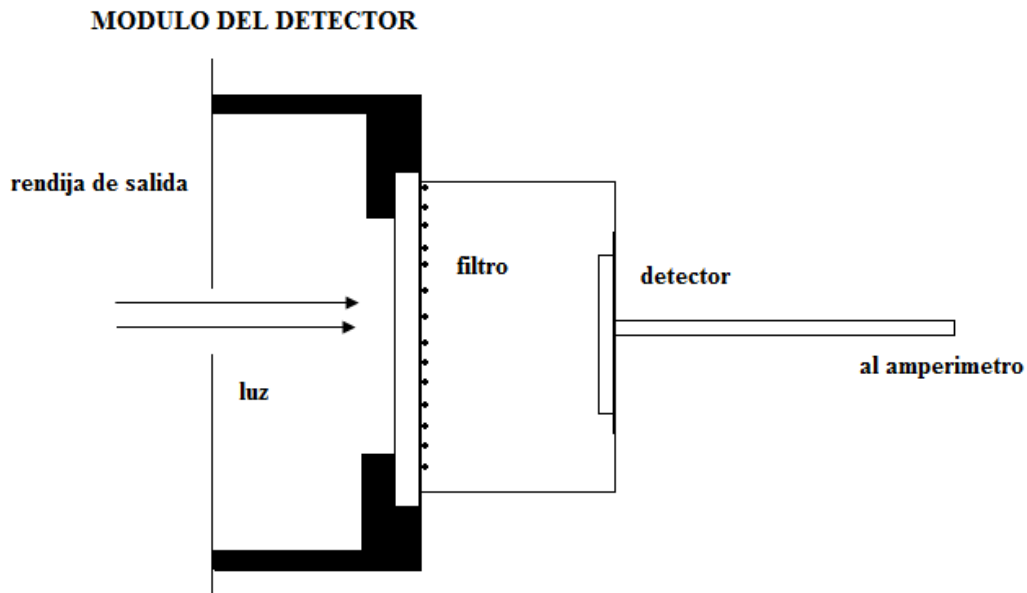 MODULO DEL DETECTOR
rendija de salida
filtro
detector
al amperimetro
luz